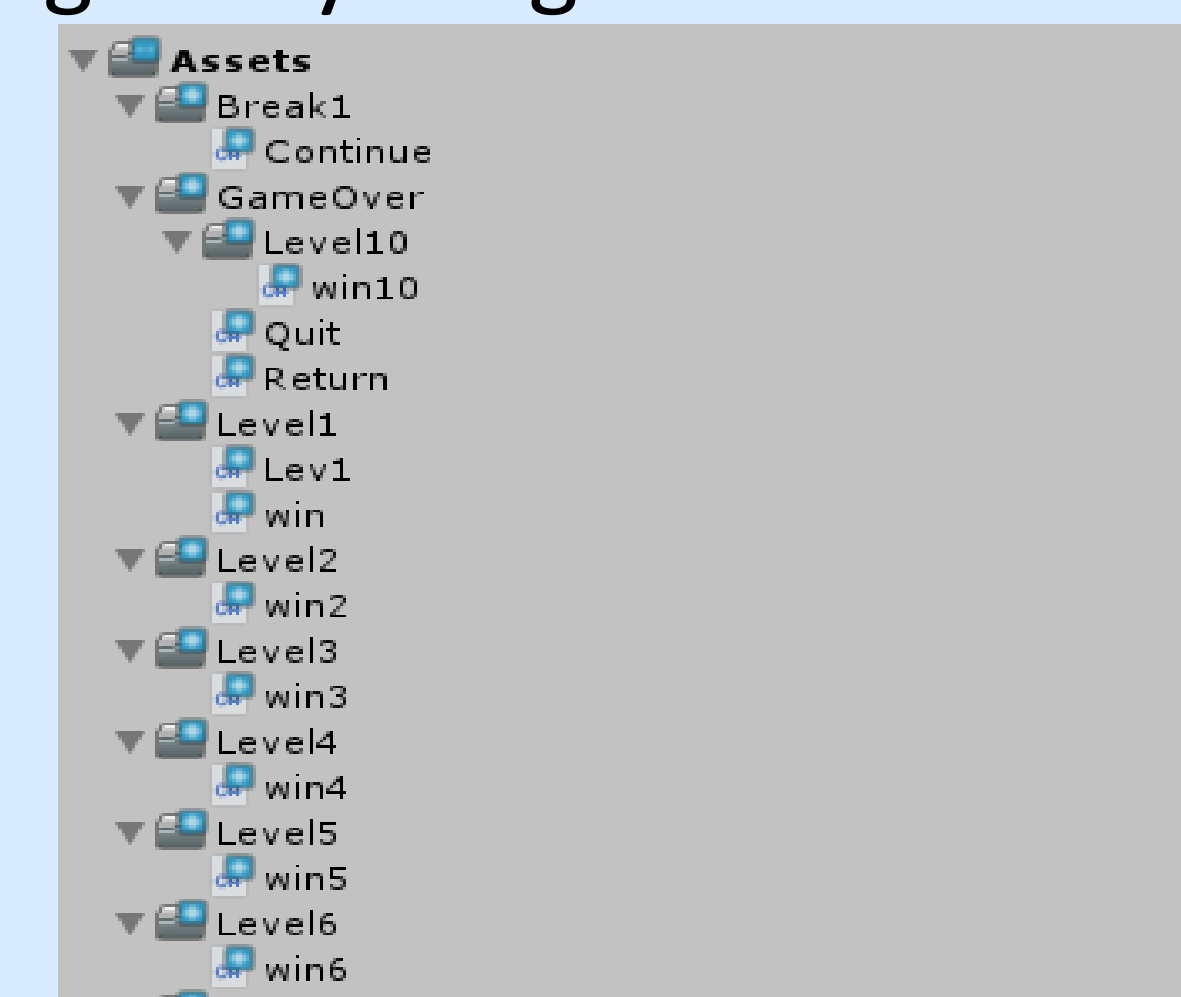 Assets
Break1
Continue
GameOver
Level10
win10
Quit
Return
Level1
Lev1
win
Level2
win2
Level3
win3
Level4
win4
Level5
win5
Level6
win6